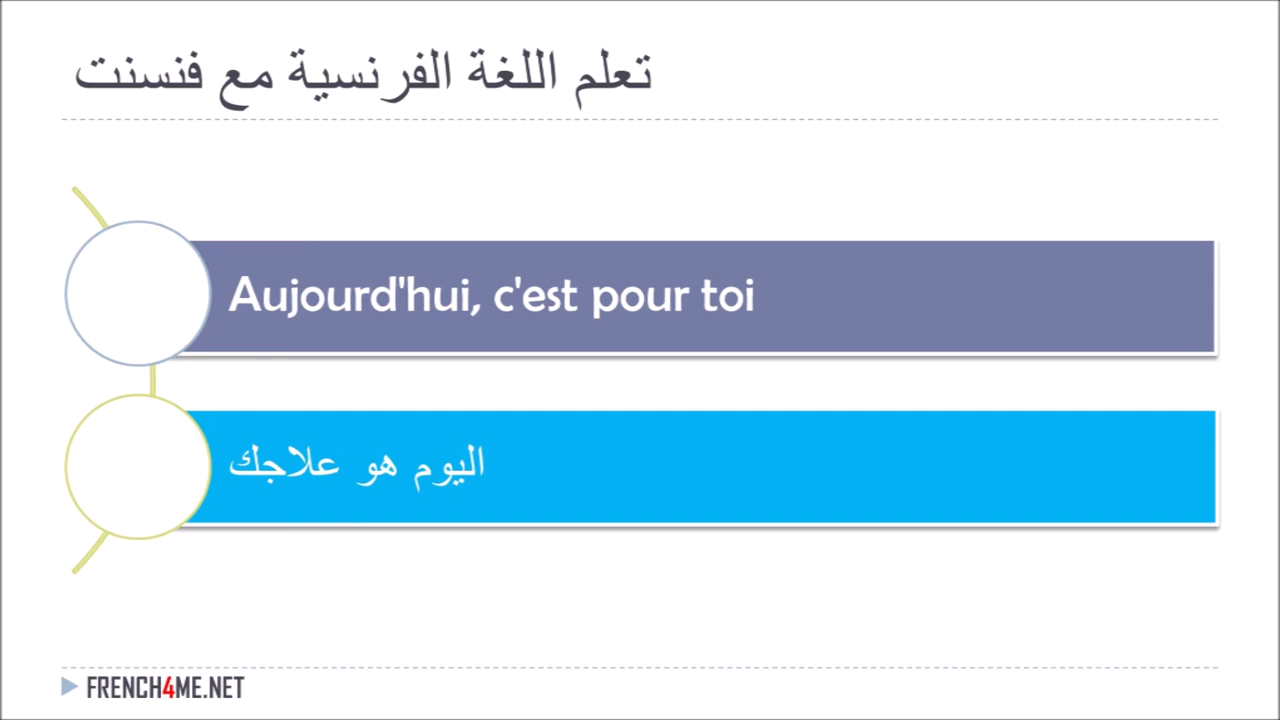 تعلم اللغة الفرنسية مع فنسنت
Aujourd'hui, c'est pour toi
اليوم هو علاجك
FRENCH4ME.NET